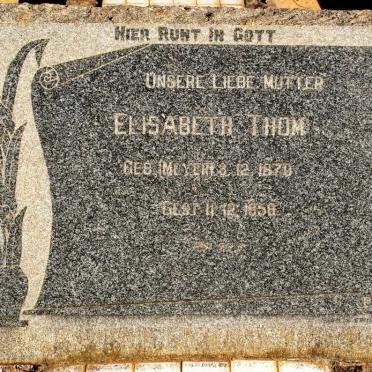 HIER RUHT IN GOTT
UNSERE LIEBE MUTTER
ELISABETH THOM
GEB. (MEYER) 3. 12. 1870
GEST. 11. 12. 1958